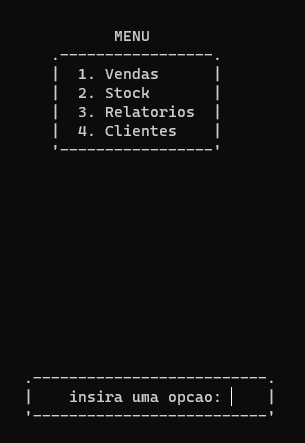 MENU
1. Vendas
2. Stock
3. Relatorios
4. Clientes
insira uma opcao: